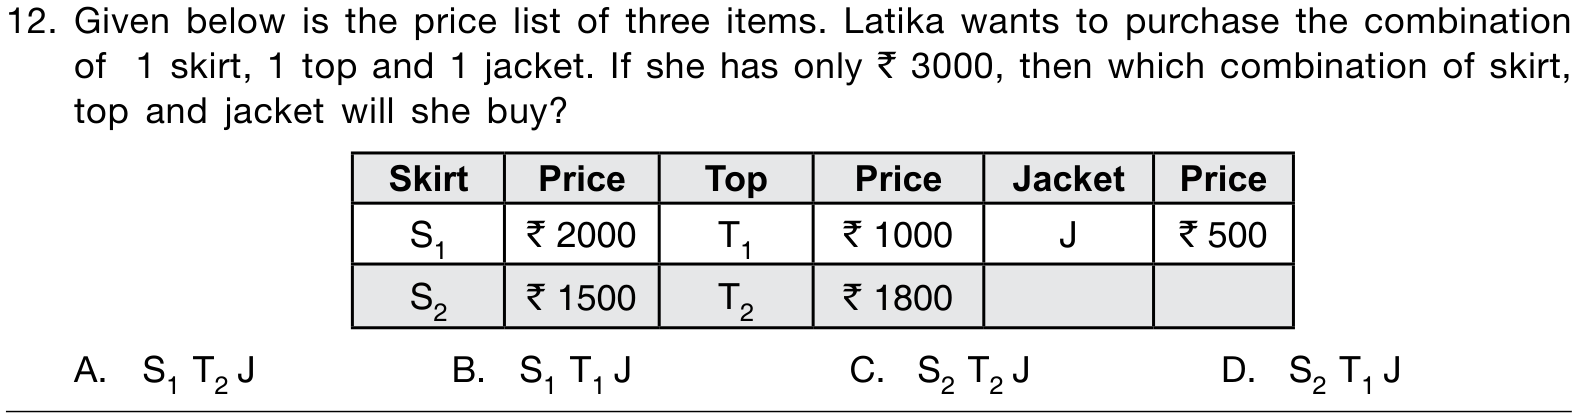 12. Given below is the price list of three items. Latika wants to purchase the combination
of 1 skirt, 1 top and 1 jacket. If she has only ₹ 3000, then which combination of skirt,
top and jacket will she buy?
Skirt Price Top Price Jacket Price
S₁ ₹ 2000 T₁ ₹ 1000 J ₹ 500
S₂ ₹ 1500 T₂ ₹ 1800
A. S₁ T₂ J B. S₁ T₁ J C. S₂ T₂ J D. S₂ T₁ J